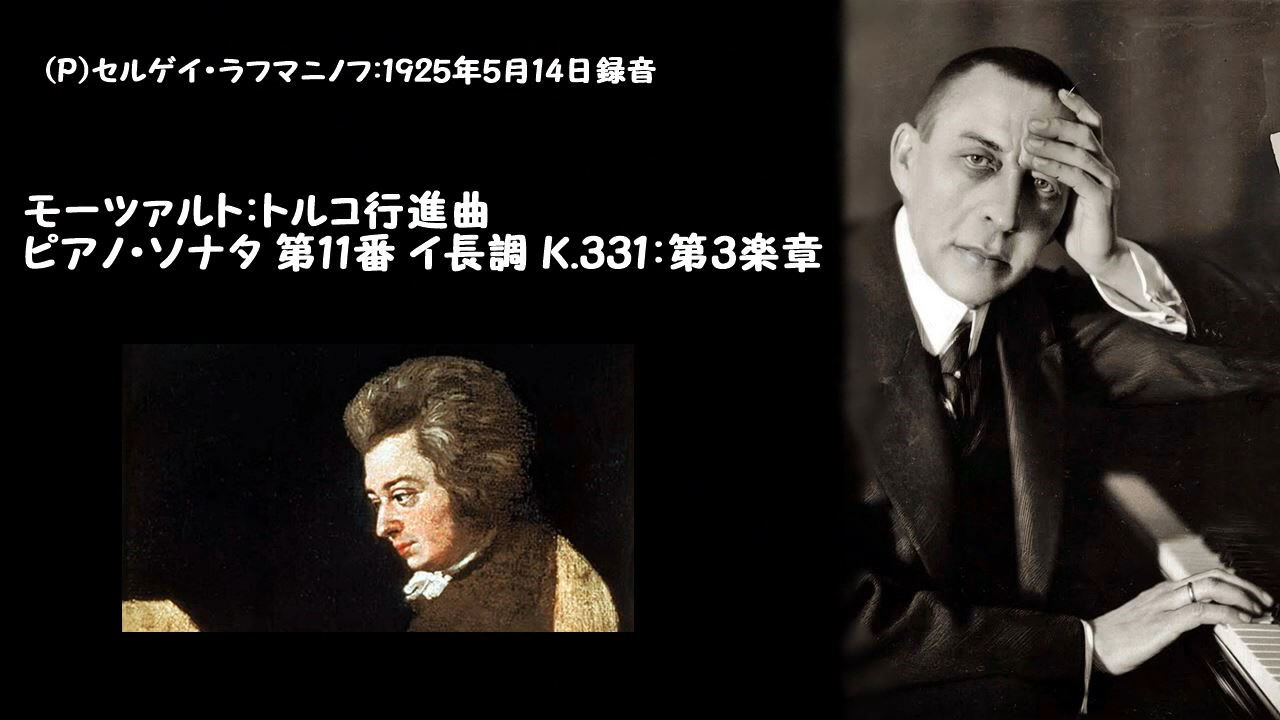 (P)セルゲイ・ラフマニノフ:1925年5月14日録音
モーツァルト:トルコ行進曲
ピアノ・ソナタ 第11番 イ長調 K.331:第3楽章